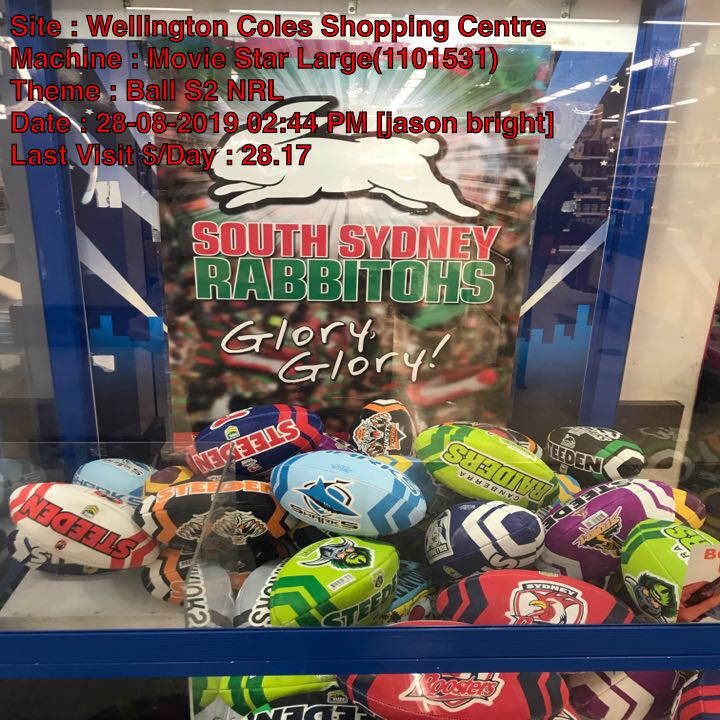 Site : Wellington Coles Shopping Centre
Machine : Movie Star Large(1101531)
Theme : Ball S2 NRL
Date : 28-08-2019 02:44 PM [jason bright]
Last Visit $/Day : 28.17
SOUTH SYDNEY
RABBITOHS
Glory,
Glory!
STEEDEN
STEEDEN
CANBERRA
RAIDERS
SHARKS
STEEDEN
SHARKS
STEEDEN
SYDNEY
Roosters